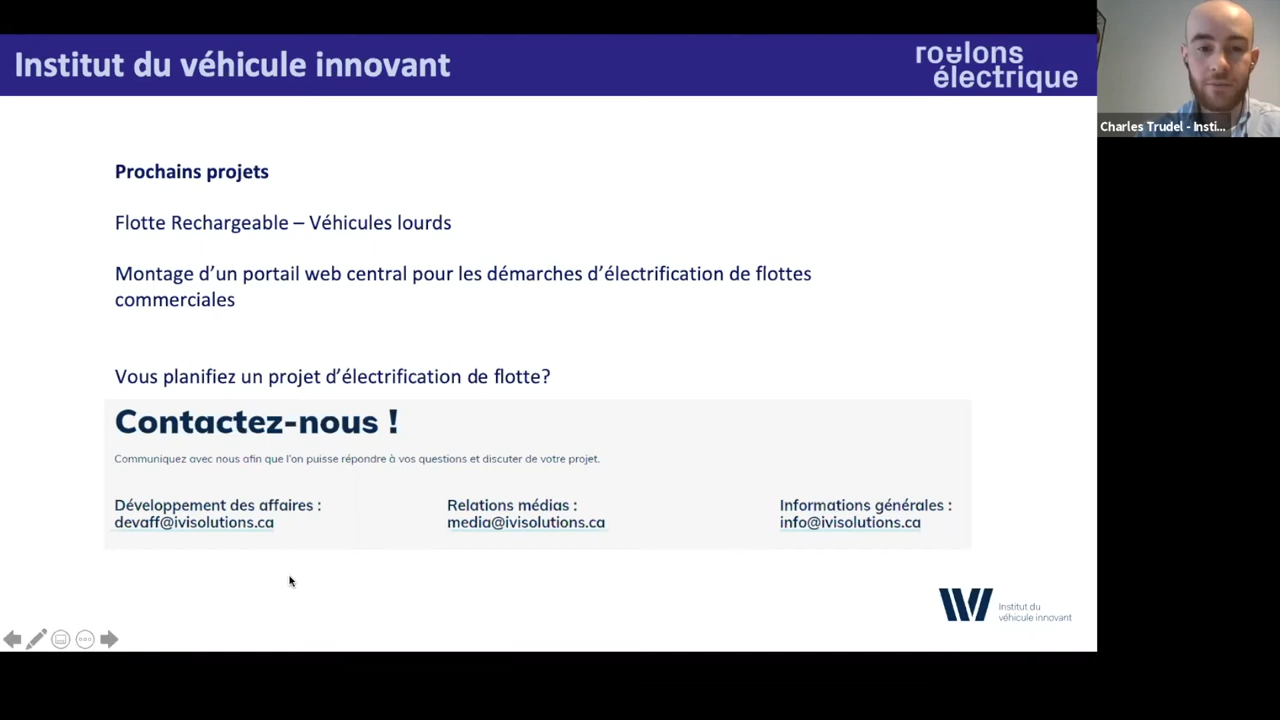 Institut du véhicule innovant
roulons
électrique
Charles Trudel - Insti...
Prochains projets
Flotte Rechargeable – Véhicules lourds
Montage d’un portail web central pour les démarches d’électrification de flottes
commerciales
Vous planifiez un projet d’électrification de flotte?
Contactez-nous !
Communiquez avec nous afin que l’on puisse répondre à vos questions et discuter de votre projet.
Développement des affaires :
devaff@ivisolutions.ca
Relations médias :
media@ivisolutions.ca
Informations générales :
info@ivisolutions.ca
IVI
Institut du
véhicule innovant